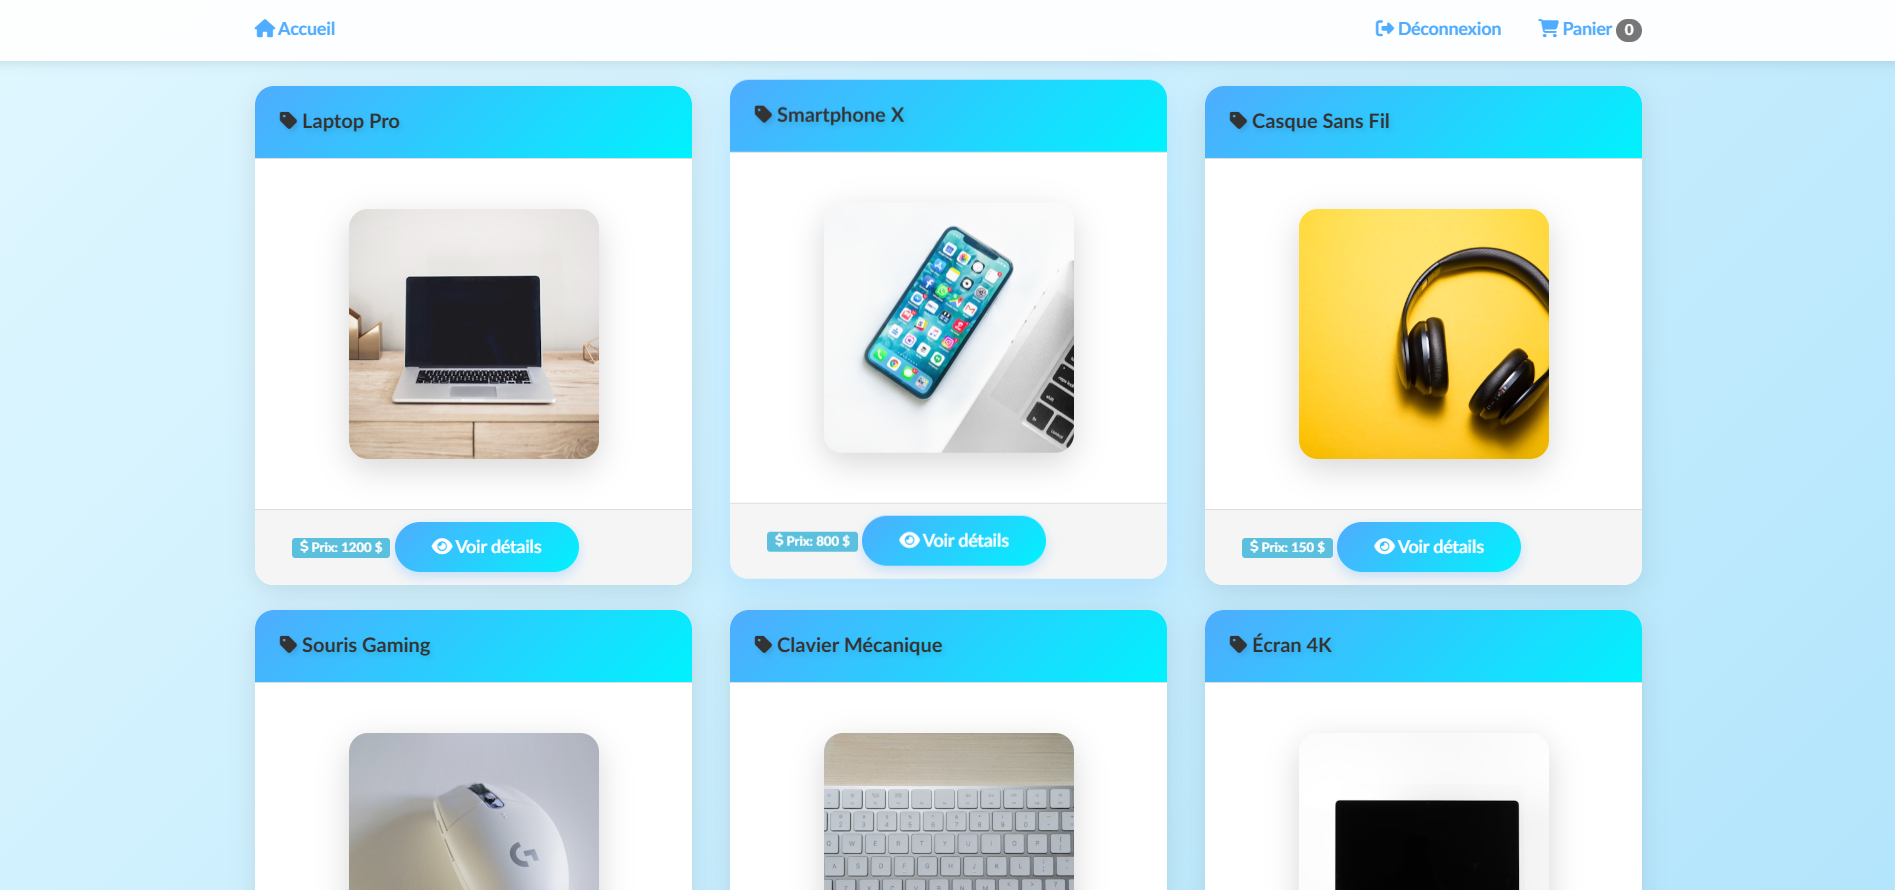 Accueil
Déconnexion
Panier 0
Laptop Pro
Smartphone X
Casque Sans Fil
$ Prix: 1200 $
Voir détails
$ Prix: 800 $
Voir détails
$ Prix: 150 $
Voir détails
Souris Gaming
Clavier Mécanique
Écran 4K